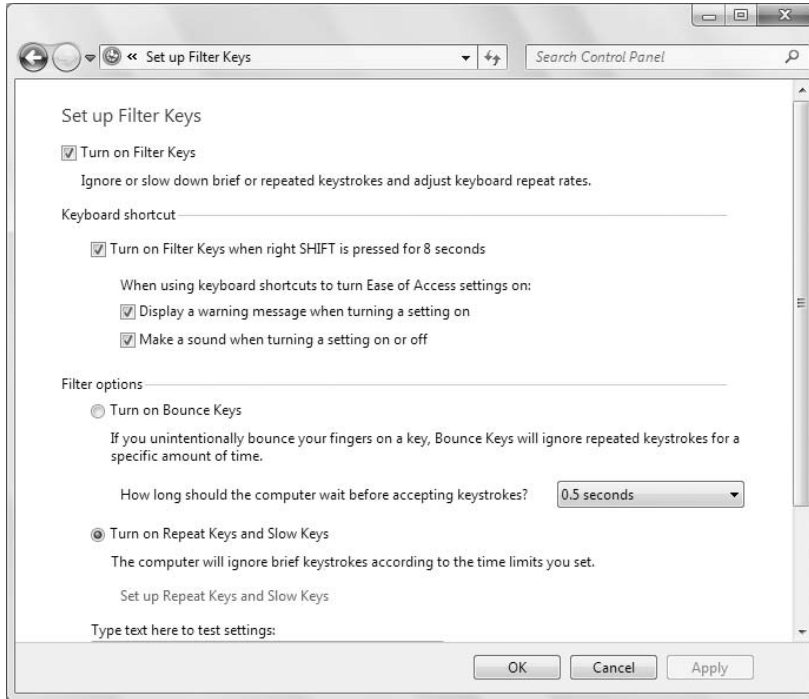 « Set up Filter Keys
Search Control Panel
Set up Filter Keys
Turn on Filter Keys
Ignore or slow down brief or repeated keystrokes and adjust keyboard repeat rates.
Keyboard shortcut
Turn on Filter Keys when right SHIFT is pressed for 8 seconds
When using keyboard shortcuts to turn Ease of Access settings on:
Display a warning message when turning a setting on
Make a sound when turning a setting on or off
Filter options
Turn on Bounce Keys
If you unintentionally bounce your fingers on a key, Bounce Keys will ignore repeated keystrokes for a
specific amount of time.
How long should the computer wait before accepting keystrokes? 0.5 seconds
Turn on Repeat Keys and Slow Keys
The computer will ignore brief keystrokes according to the time limits you set.
Set up Repeat Keys and Slow Keys
Type text here to test settings:
OK Cancel Apply